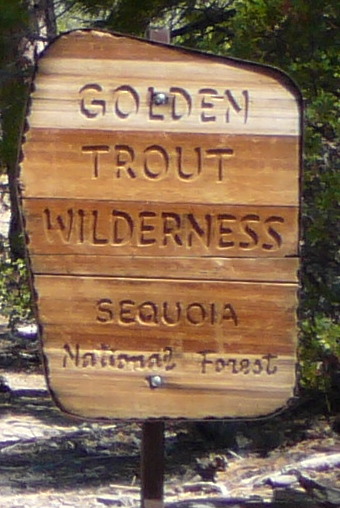 GOLDEN
TROUT
WILDERNESS
SEQUOIA
National Forest